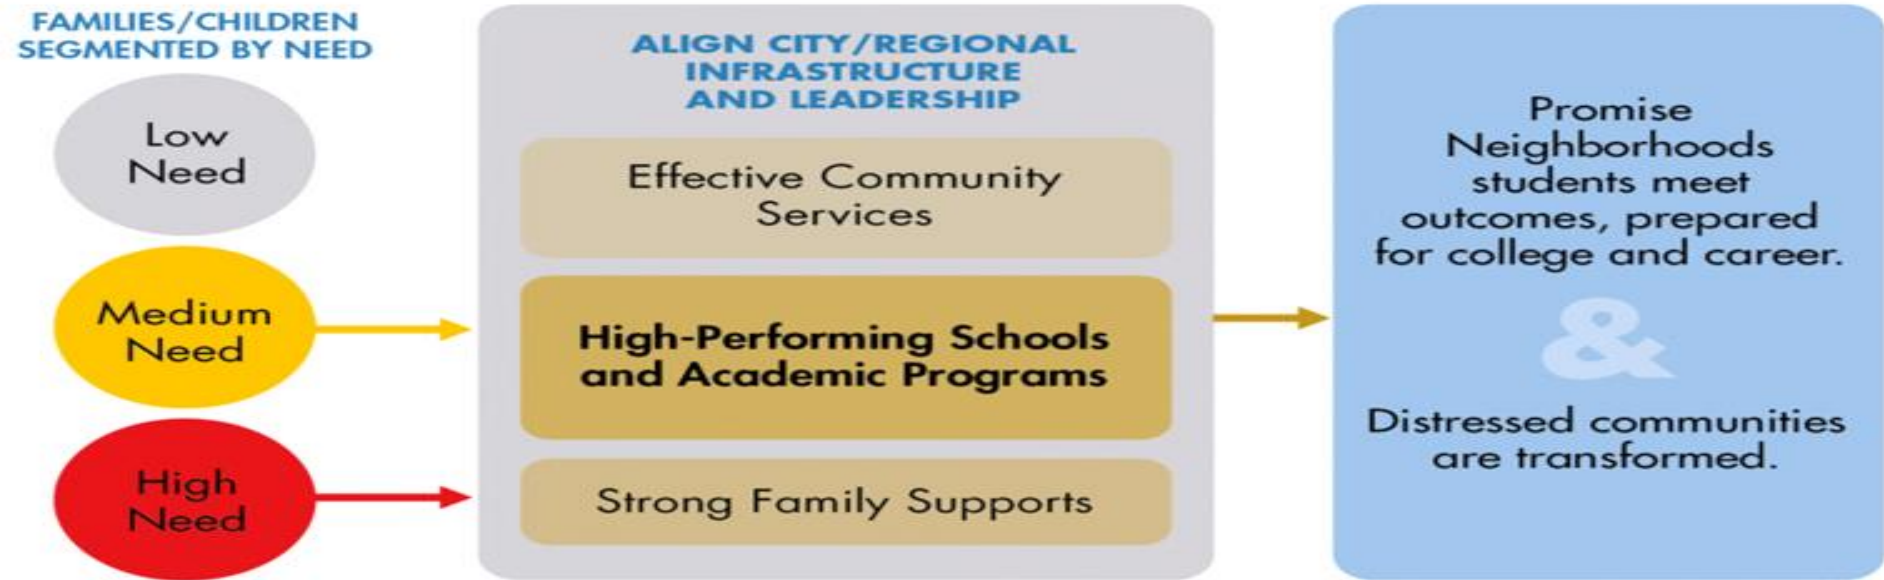 FAMILIES/CHILDREN
SEGMENTED BY NEED
Low
Need
Medium
Need
High
Need
ALIGN CITY/REGIONAL
INFRASTRUCTURE
AND LEADERSHIP
Effective Community
Services
High-Performing Schools
and Academic Programs
Strong Family Supports
Promise
Neighborhoods
students meet
outcomes, prepared
for college and career.
&
Distressed communities
are transformed.